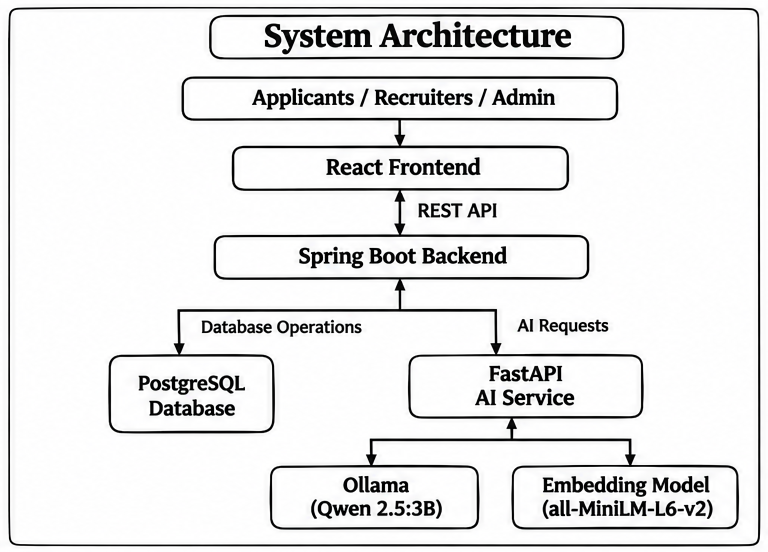 System Architecture
Applicants / Recruiters / Admin
React Frontend
REST API
Spring Boot Backend
Database Operations
AI Requests
PostgreSQL
Database
FastAPI
AI Service
Ollama
(Qwen 2.5:3B)
Embedding Model
(all-MiniLM-L6-v2)